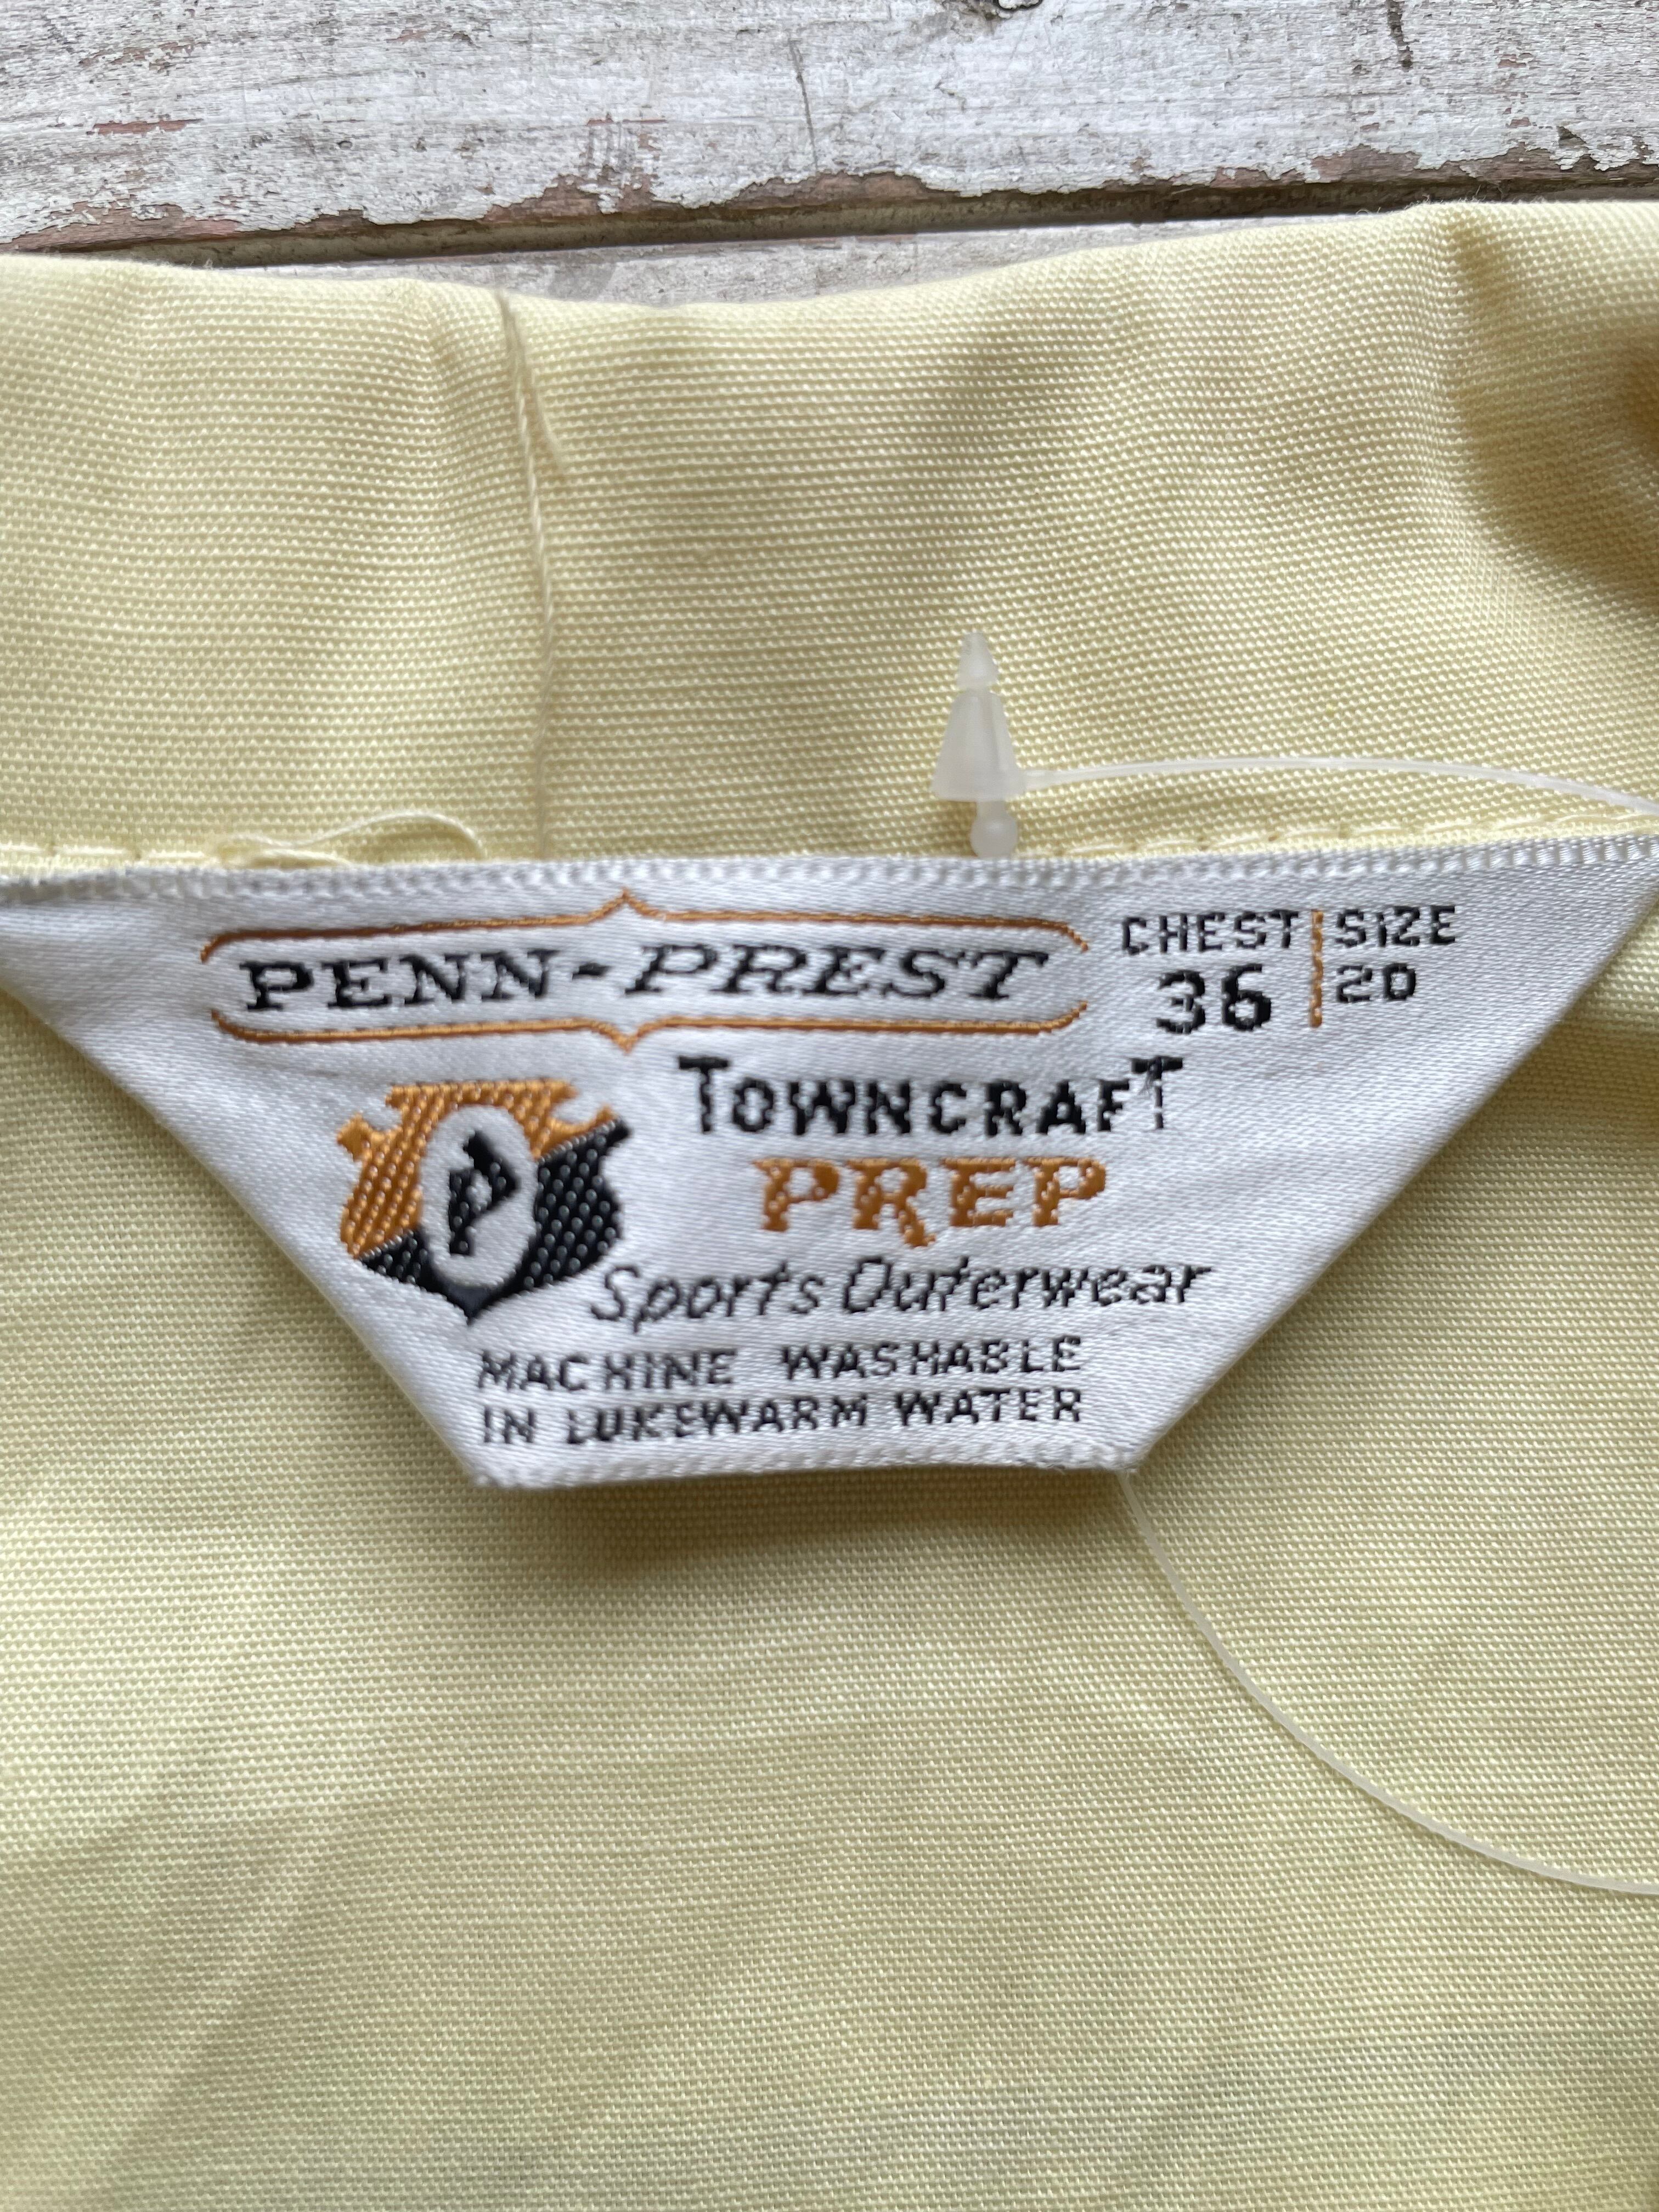 PENN-PREST
CHEST SIZE
36 20
P
TOWNCRAFT
PREP
Sports Outerwear
MACHINE WASHABLE
IN LUKEWARM WATER